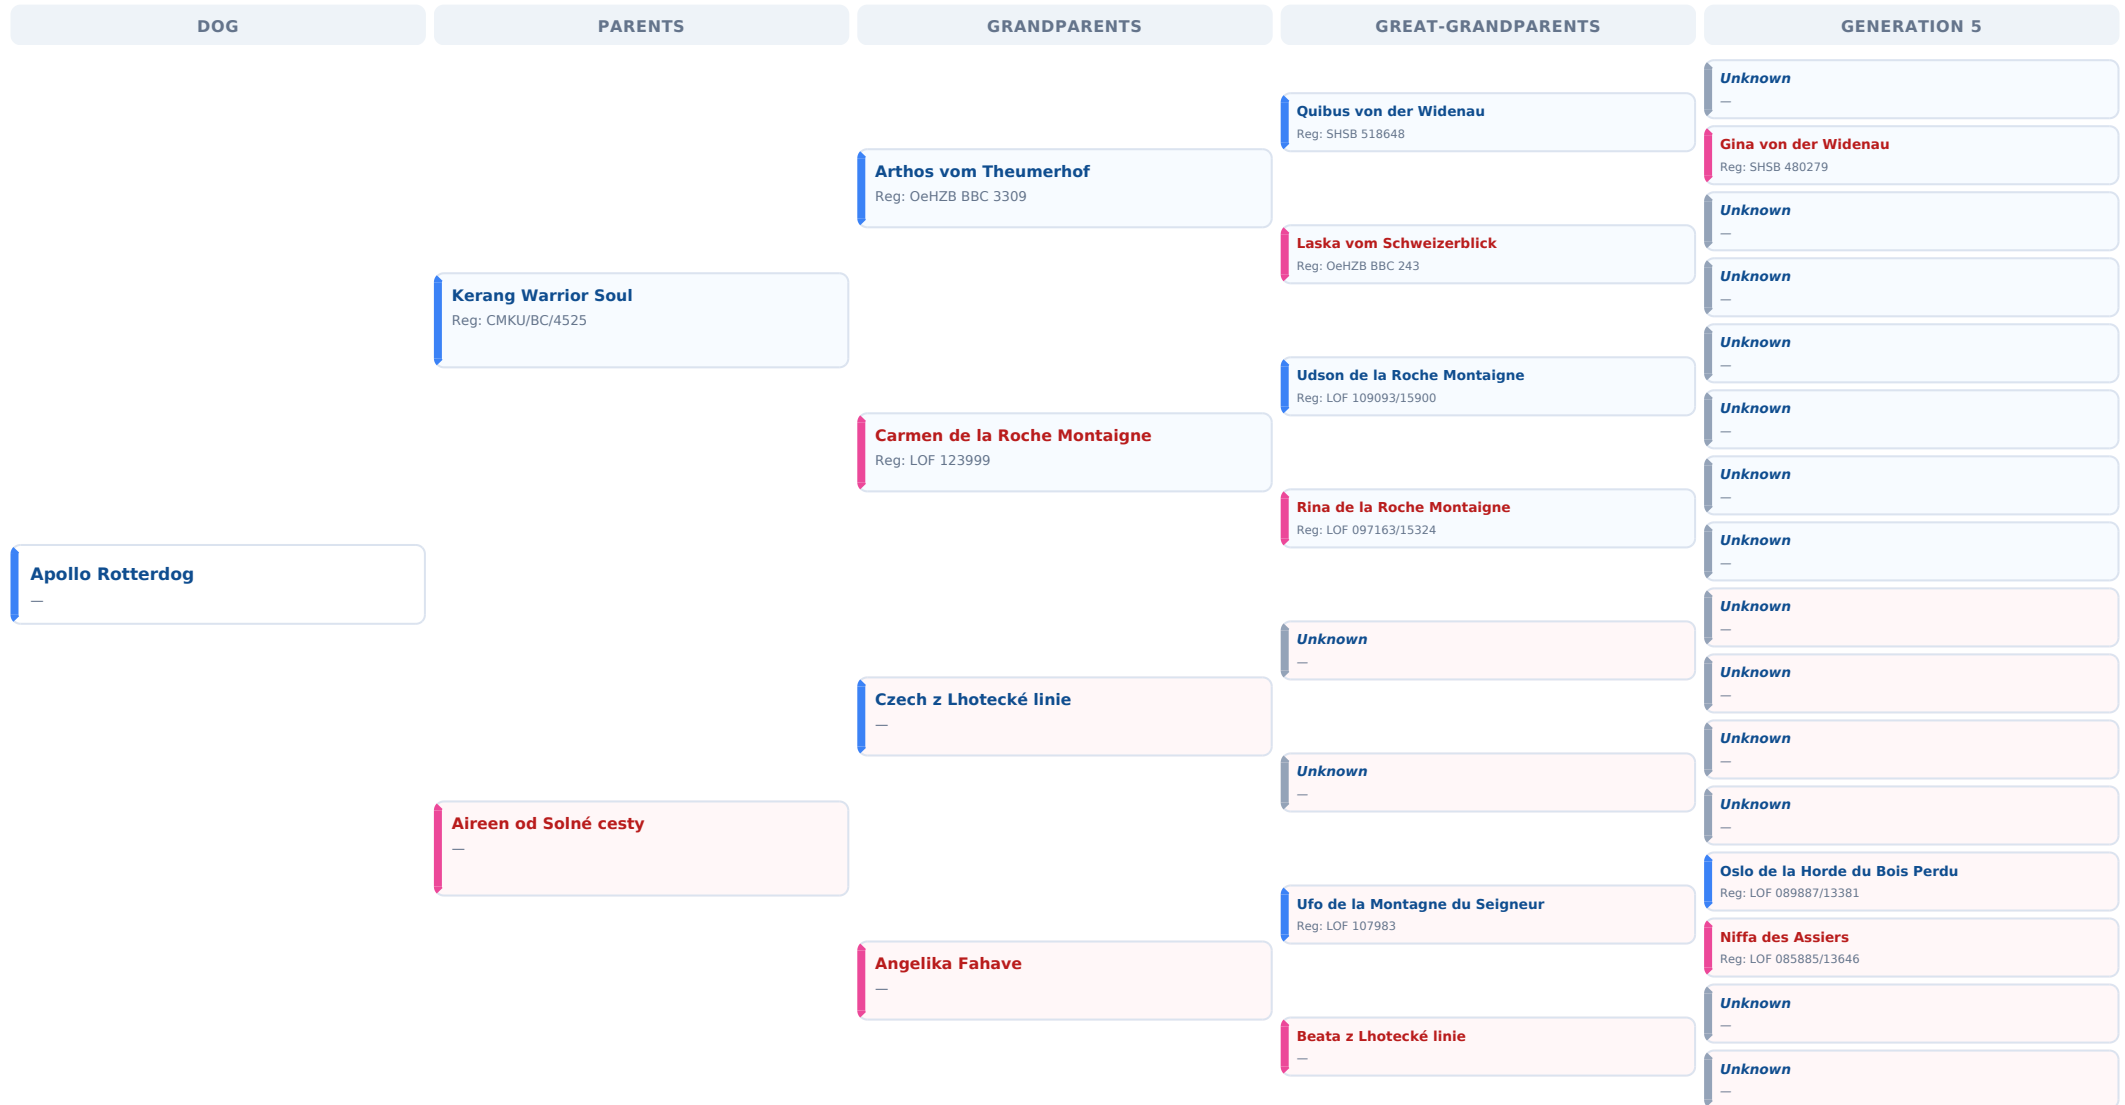 DOG
PARENTS
GRANDPARENTS
GREAT-GRANDPARENTS
GENERATION 5
Apollo Rotterdog
—
Kerang Warrior Soul
Reg: CMKU/BC/4525
Aireen od Solné cesty
—
Arthos vom Theumerhof
Reg: OeHZB BBC 3309
Carmen de la Roche Montaigne
Reg: LOF 123999
Czech z Lhotecké linie
—
Angelika Fahave
—
Quibus von der Widenau
Reg: SHSB 518648
Laska vom Schweizerblick
Reg: OeHZB BBC 243
Udson de la Roche Montaigne
Reg: LOF 109093/15900
Rina de la Roche Montaigne
Reg: LOF 097163/15324
Unknown
—
Unknown
—
Ufo de la Montagne du Seigneur
Reg: LOF 107983
Beata z Lhotecké linie
—
Unknown
—
Gina von der Widenau
Reg: SHSB 480279
Unknown
—
Unknown
—
Unknown
—
Unknown
—
Unknown
—
Unknown
—
Unknown
—
Unknown
—
Unknown
—
Unknown
—
Oslo de la Horde du Bois Perdu
Reg: LOF 089887/13381
Niffa des Assiers
Reg: LOF 085885/13646
Unknown
—
Unknown
—